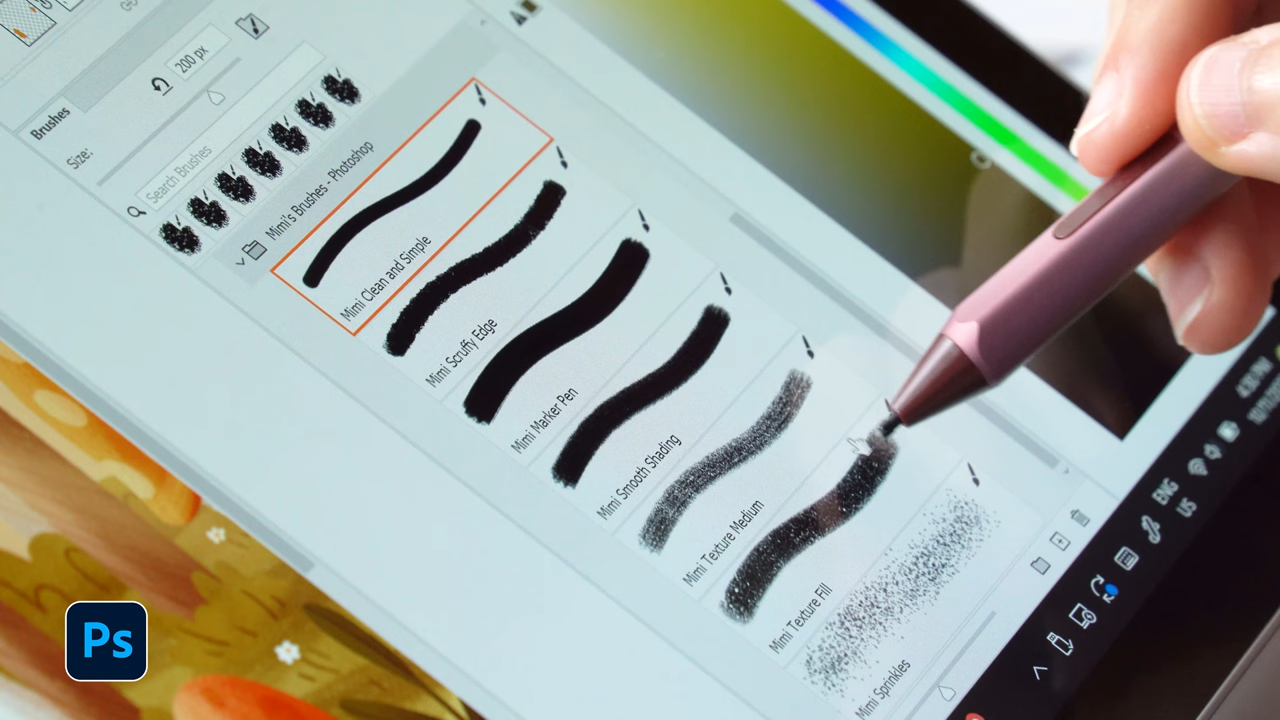 Brushes
Size:
200 px
Search Brushes
Mimi's Brushes - Photoshop
Mimi Clean and Simple
Mimi Scruffy Edge
Mimi Marker Pen
Mimi Smooth Shading
Mimi Texture Medium
Mimi Texture Fill
Mimi Sprinkles
ENG
US
Ps